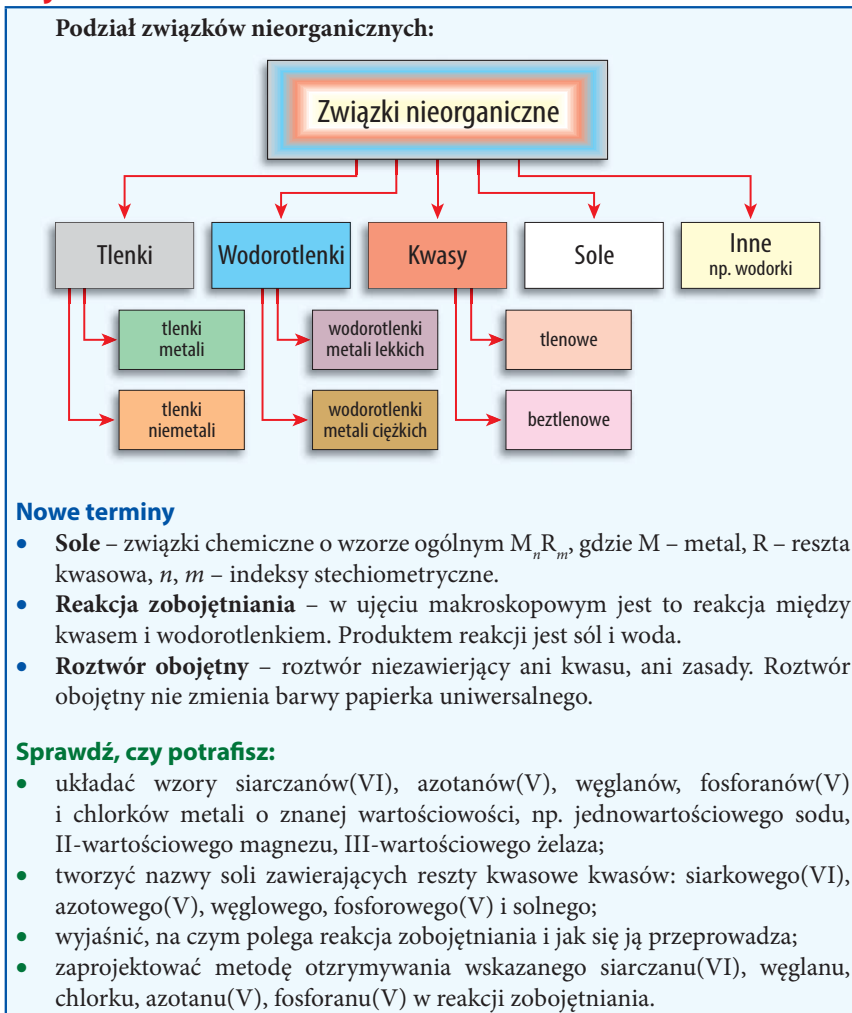 Podział związków nieorganicznych:
Związki nieorganiczne
Tlenki
Wodorotlenki
Kwasy
Sole
Inne
np. wodorki
tlenki
metali
wodorotlenki
metali lekkich
tlenowe
tlenki
niemetali
wodorotlenki
metali ciężkich
beztlenowe
Nowe terminy
• Sole – związki chemiczne o wzorze ogólnym MnRm, gdzie M – metal, R – reszta
kwasowa, n, m – indeksy stechiometryczne.
• Reakcja zobojętniania – w ujęciu makroskopowym jest to reakcja między
kwasem i wodorotlenkiem. Produktem reakcji jest sól i woda.
• Roztwór obojętny – roztwór niezawierjący ani kwasu, ani zasady. Roztwór
obojętny nie zmienia barwy papierka uniwersalnego.
Sprawdź, czy potrafisz:
• układać wzory siarczanów(VI), azotanów(V), węglanów, fosforanów(V)
i chlorków metali o znanej wartościowości, np. jednowartościowego sodu,
II-wartościowego magnezu, III-wartościowego żelaza;
• tworzyć nazwy soli zawierających reszty kwasowe kwasów: siarkowego(VI),
azotowego(V), węglowego, fosforowego(V) i solnego;
• wyjaśnić, na czym polega reakcja zobojętniania i jak się ją przeprowadza;
• zaprojektować metodę otrzymywania wskazanego siarczanu(VI), węglanu,
chlorku, azotanu(V), fosforanu(V) w reakcji zobojętniania.